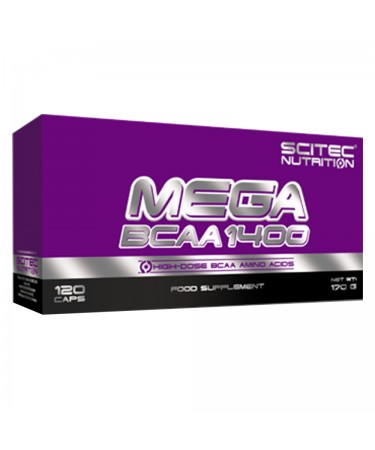 SCITEC
NUTRITION
MEGA
BCAA 1400
HIGH-DOSE BCAA AMINO ACIDS
120
CAPS
FOOD SUPPLEMENT
NET WT.
170 G